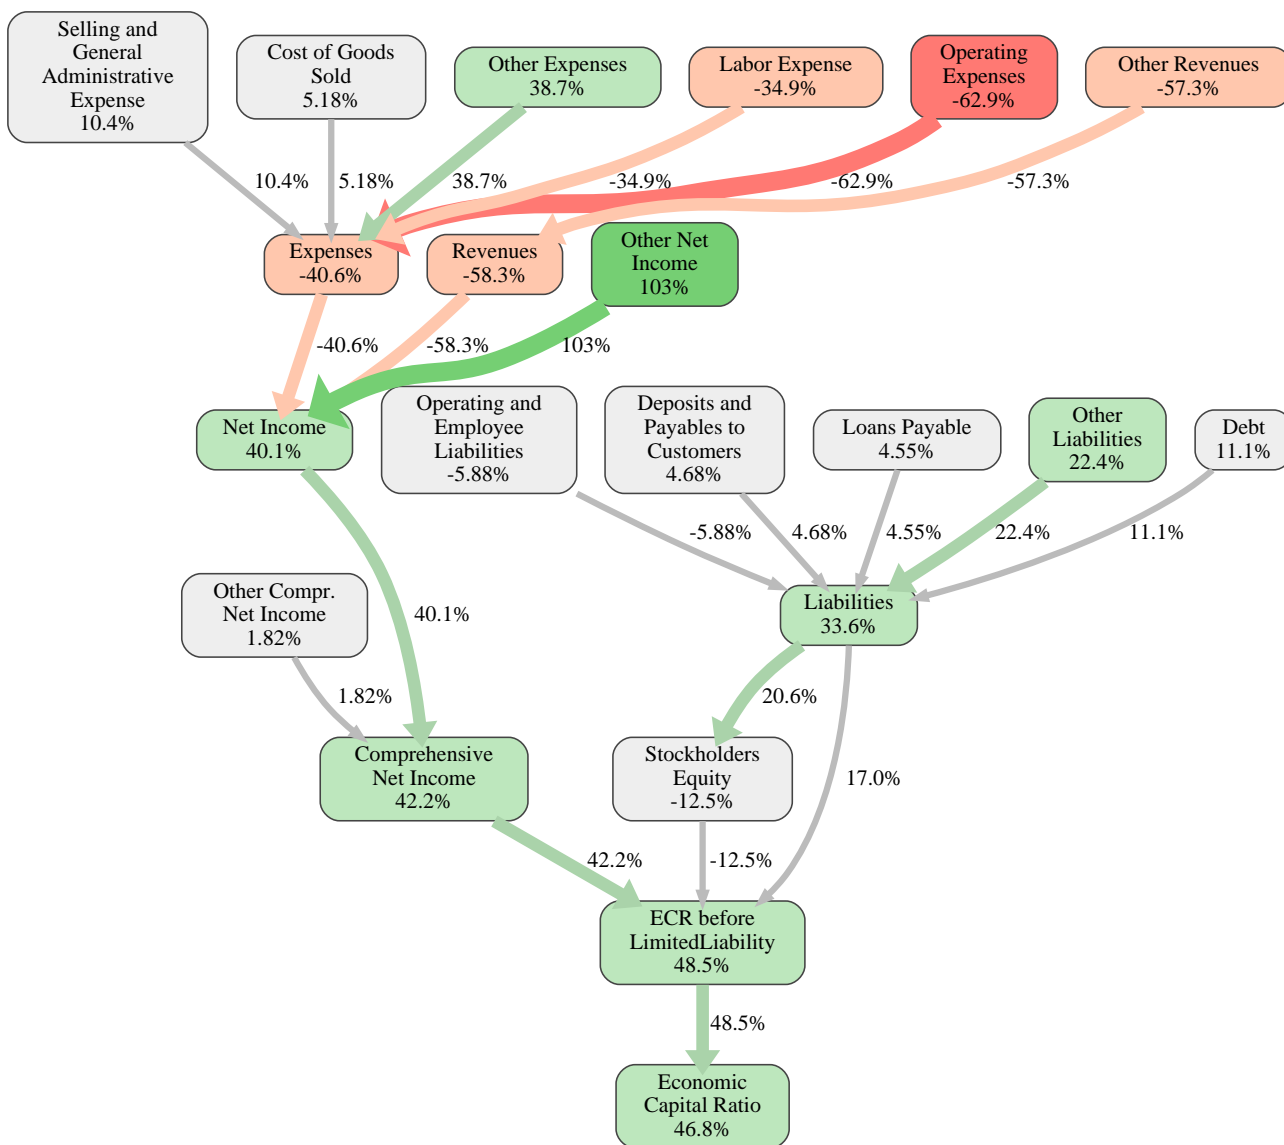 Selling and
General
Administrative
Expense
10.4%
Cost of Goods
Sold
5.18%
Other Expenses
38.7%
Labor Expense
-34.9%
Operating
Expenses
-62.9%
Other Revenues
-57.3%
10.4%
5.18%
38.7%
-34.9%
-62.9%
-57.3%
Expenses
-40.6%
Revenues
-58.3%
Other Net
Income
103%
-40.6%
-58.3%
103%
Net Income
40.1%
Operating and
Employee
Liabilities
-5.88%
Deposits and
Payables to
Customers
4.68%
Loans Payable
4.55%
Other
Liabilities
22.4%
Debt
11.1%
-5.88%
4.68%
4.55%
22.4%
11.1%
Other Compr.
Net Income
1.82%
40.1%
Liabilities
33.6%
1.82%
20.6%
Comprehensive
Net Income
42.2%
Stockholders
Equity
-12.5%
17.0%
42.2%
-12.5%
ECR before
LimitedLiability
48.5%
48.5%
Economic
Capital Ratio
46.8%